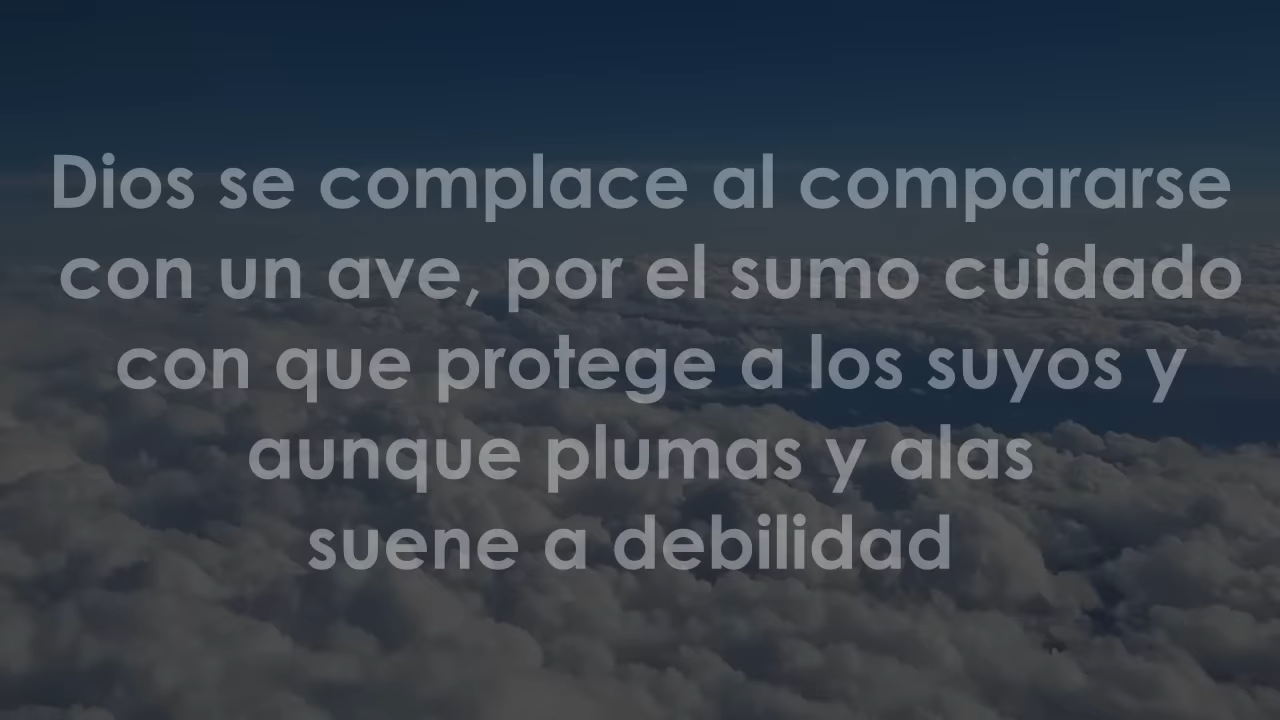 Dios se complace al compararse
con un ave, por el sumo cuidado
con que protege a los suyos y
aunque plumas y alas
suene a debilidad